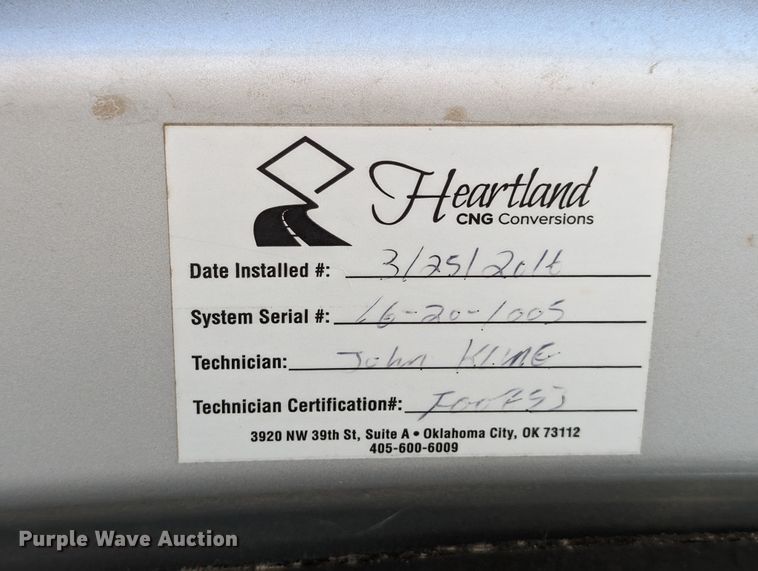 Heartland
CNG Conversions
Date Installed #: 3/25/2016
System Serial #: 16-20-1005
Technician: John
Technician Certification#:
3920 NW 39th St, Suite A • Oklahoma City, OK 73112
405-600-6009
Purple Wave Auction